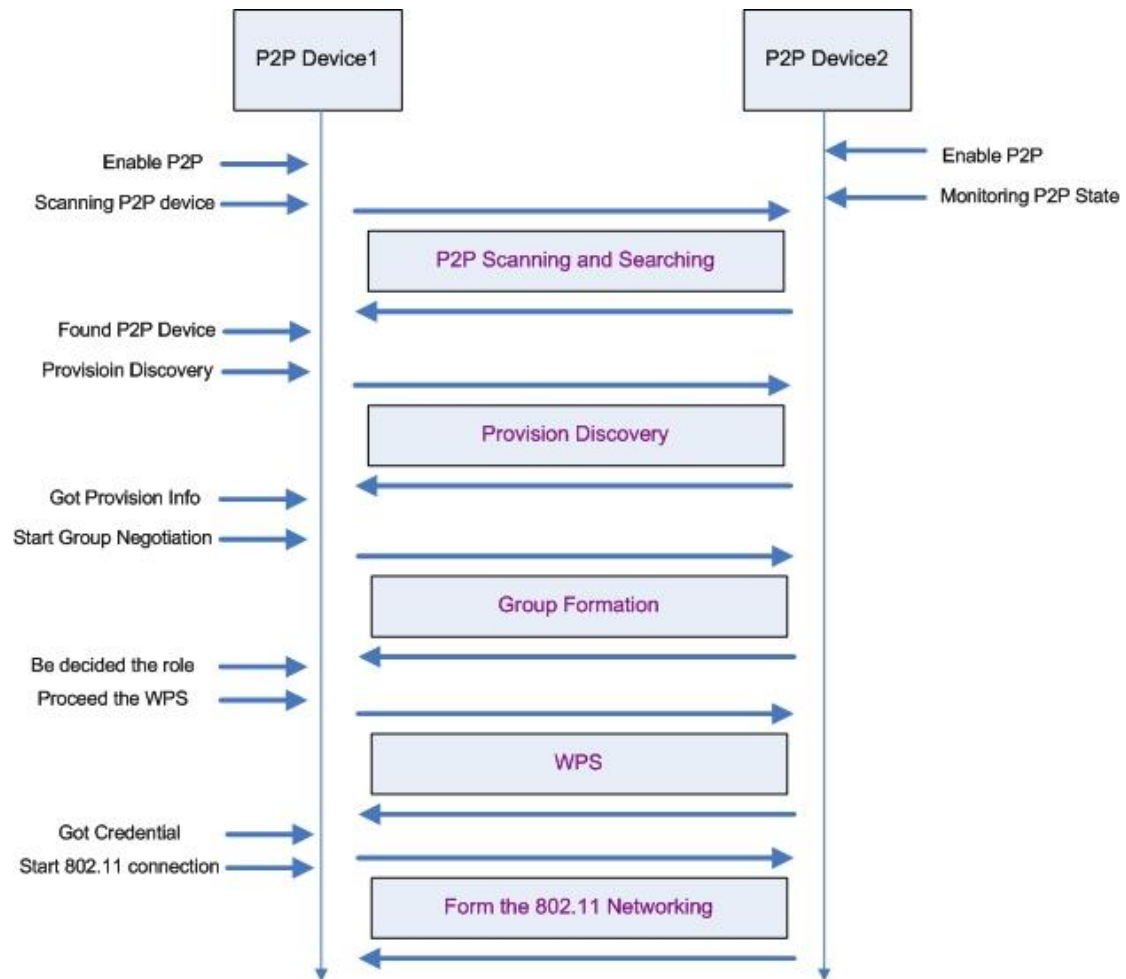 P2P Device1
P2P Device2
Enable P2P
Enable P2P
Scanning P2P device
Monitoring P2P State
P2P Scanning and Searching
Found P2P Device
Provisioin Discovery
Provision Discovery
Got Provision Info
Start Group Negotiation
Group Formation
Be decided the role
Proceed the WPS
WPS
Got Credential
Start 802.11 connection
Form the 802.11 Networking